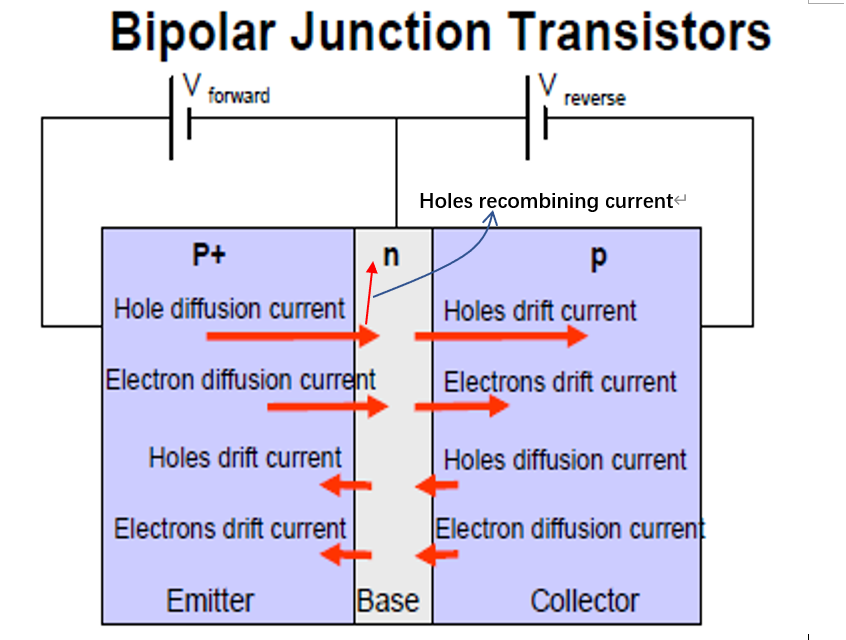 Bipolar Junction Transistors
V forward
V reverse
Holes recombining current↵
P+
n
p
Hole diffusion current
Holes drift current
Electron diffusion current
Electrons drift current
Holes drift current
Holes diffusion current
Electrons drift current
Electron diffusion current
Emitter
Base
Collector